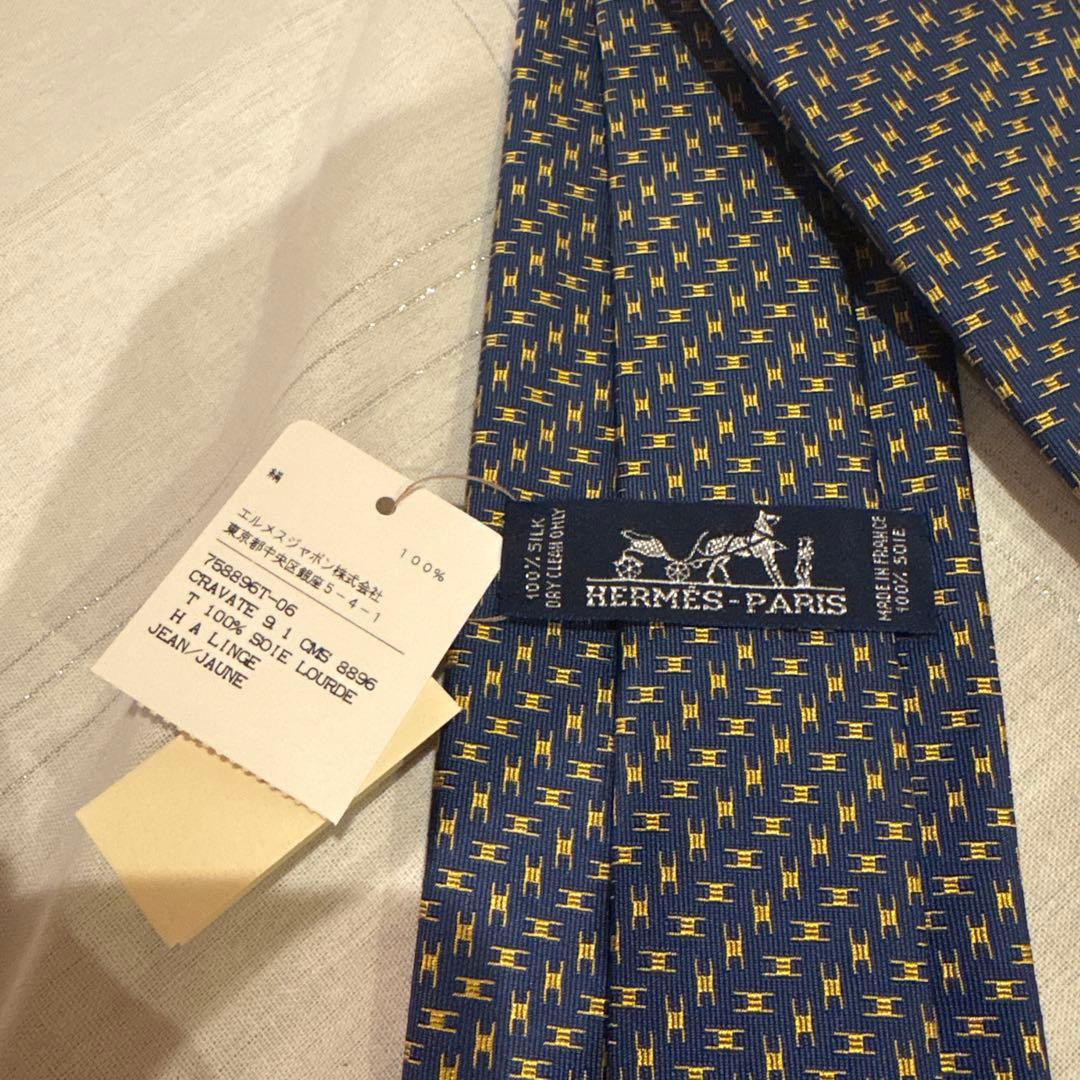 絹 100%
エルメスジャポン株式会社
東京都中央区銀座5-4-1
758896T-06
CRAVATE 9.1 CMS 8896
T 100% SOIE LOURDE
H A LINGE
JEAN/JAUNE
100% SILK
DRY CLEAN ONLY
HERMÈS-PARIS
MADE IN FRANCE
100% SOIE